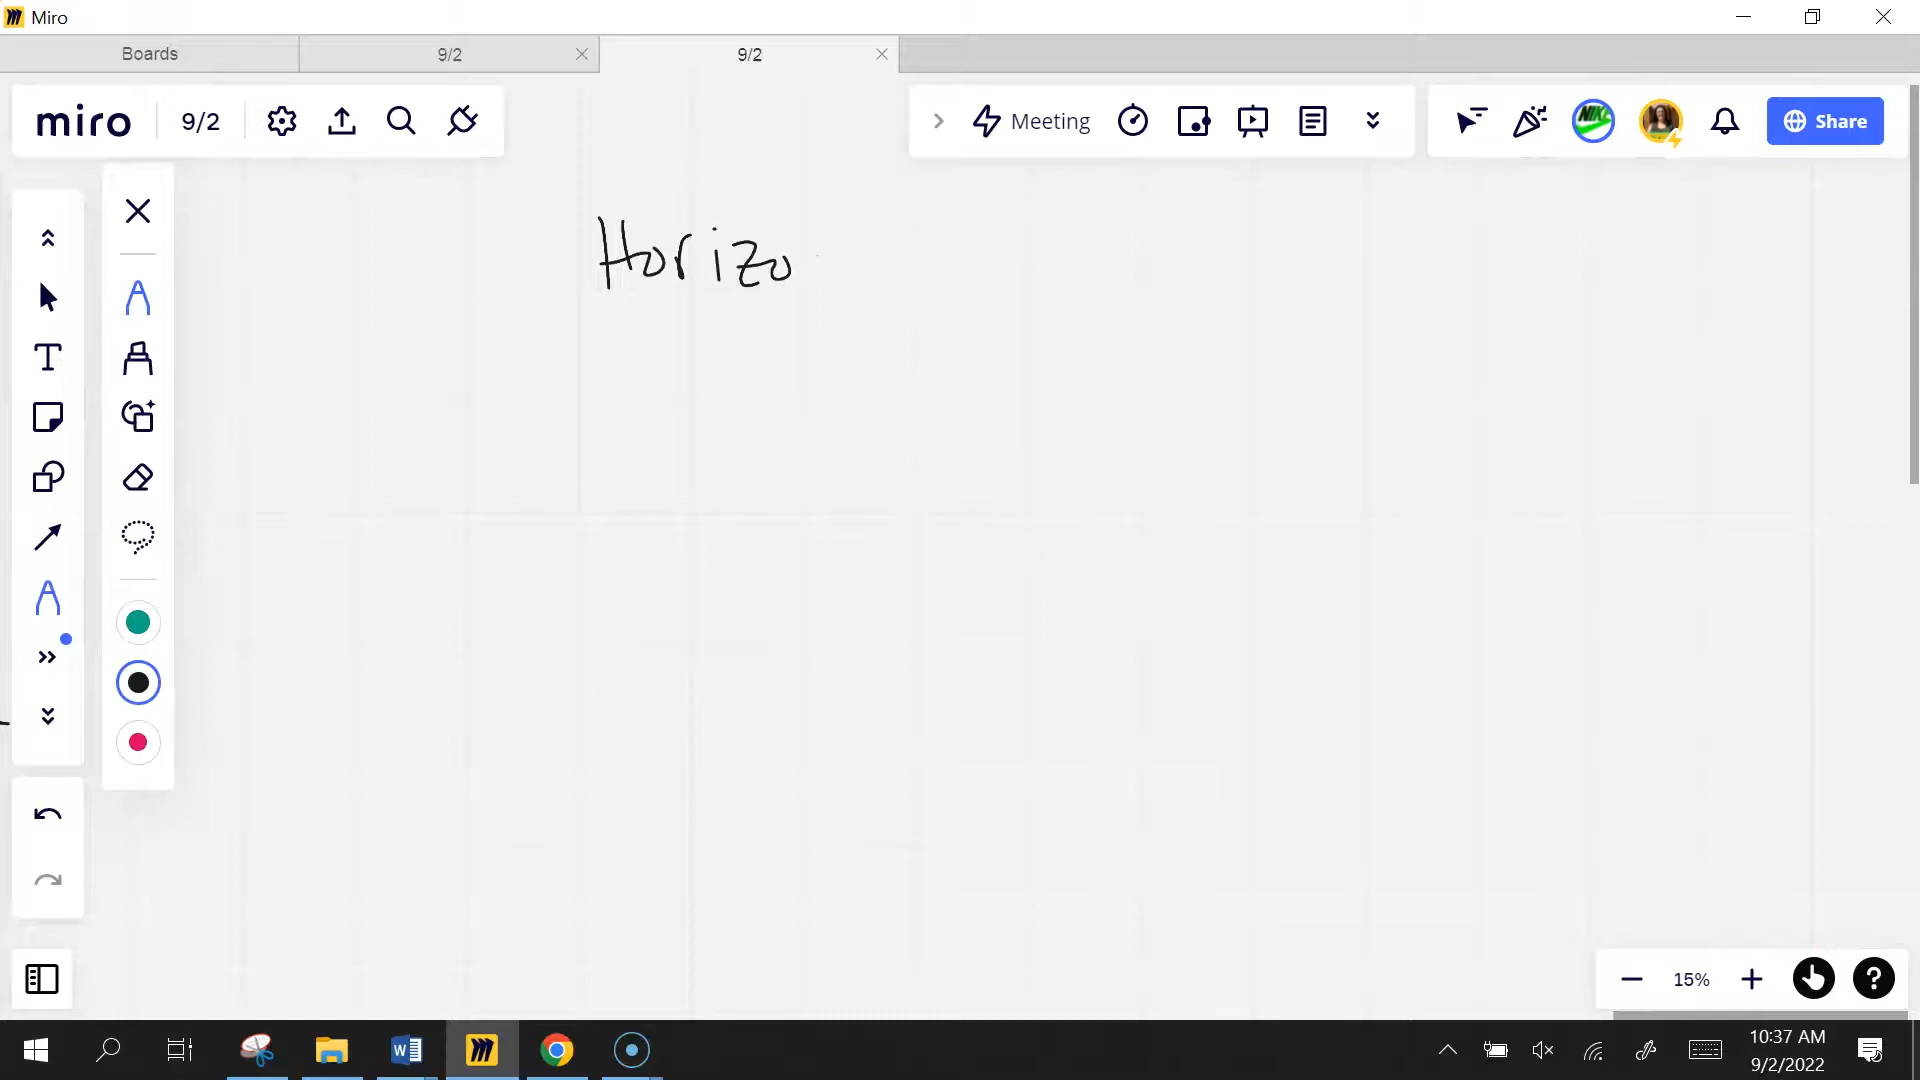 Miro
Boards 9/2 9/2
miro 9/2 Meeting NIKE Share
Horizo
15%
10:37 AM
9/2/2022